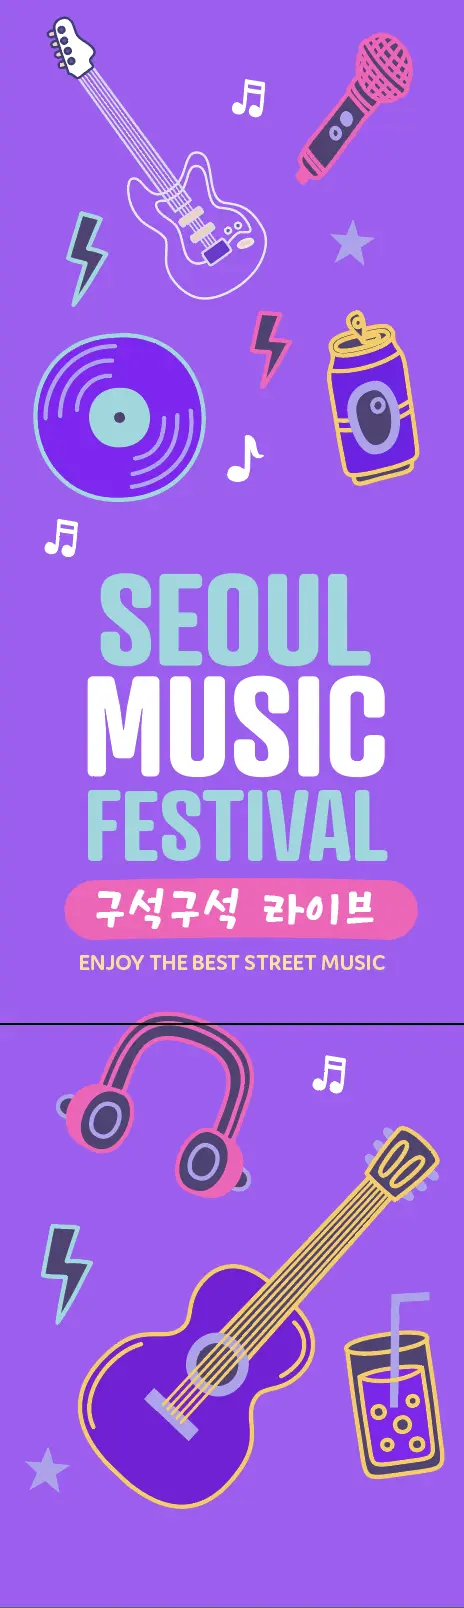 SEOUL
MUSIC
FESTIVAL
구석구석 라이브
ENJOY THE BEST STREET MUSIC